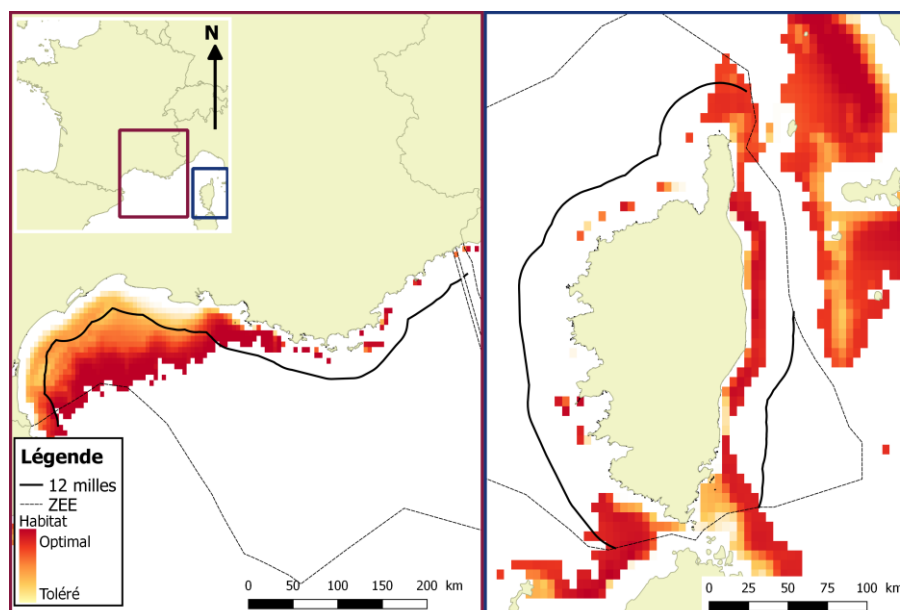 N
Légende
12 milles
ZEE
Habitat
Optimal
Toléré
0 50 100 150 200 km
0 25 50 75 100 km